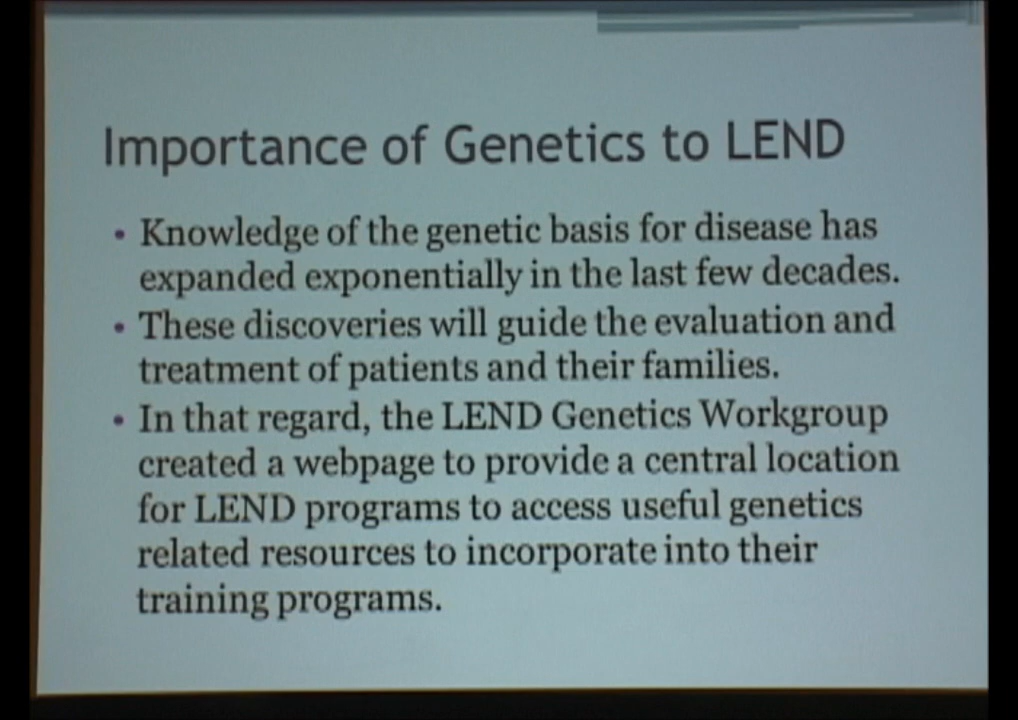 Importance of Genetics to LEND
• Knowledge of the genetic basis for disease has
expanded exponentially in the last few decades.
• These discoveries will guide the evaluation and
treatment of patients and their families.
• In that regard, the LEND Genetics Workgroup
created a webpage to provide a central location
for LEND programs to access useful genetics
related resources to incorporate into their
training programs.